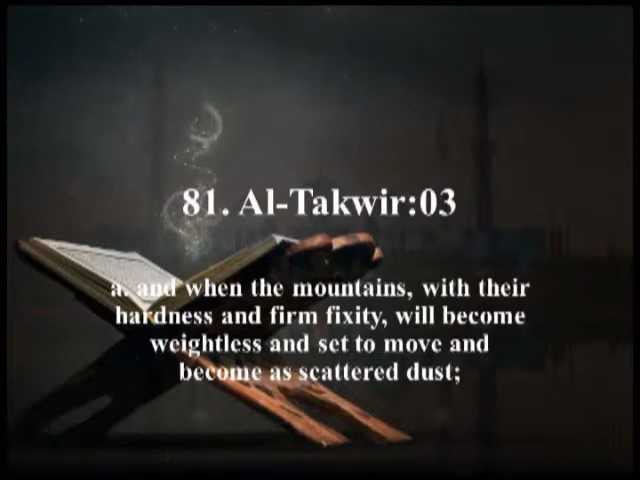 81. Al-Takwir:03
a. and when the mountains, with their
hardness and firm fixity, will become
weightless and set to move and
become as scattered dust;